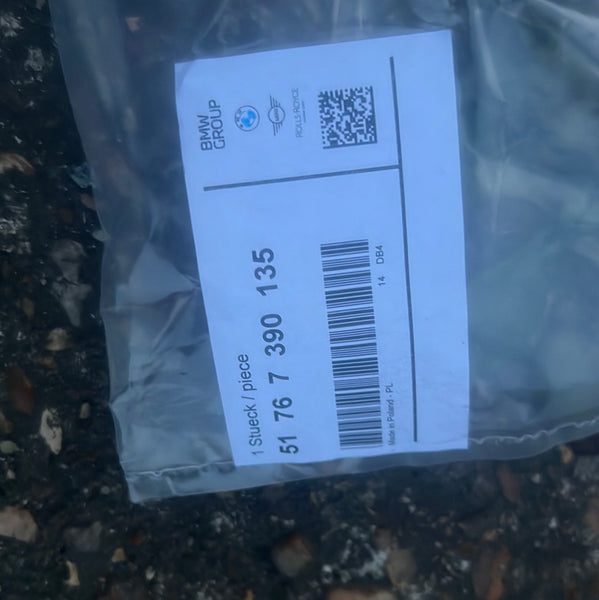 BMW
GROUP
ROLLS-ROYCE
1 Stueck / piece
51 76 7 390 135
14 DB4
Made in Poland - PL